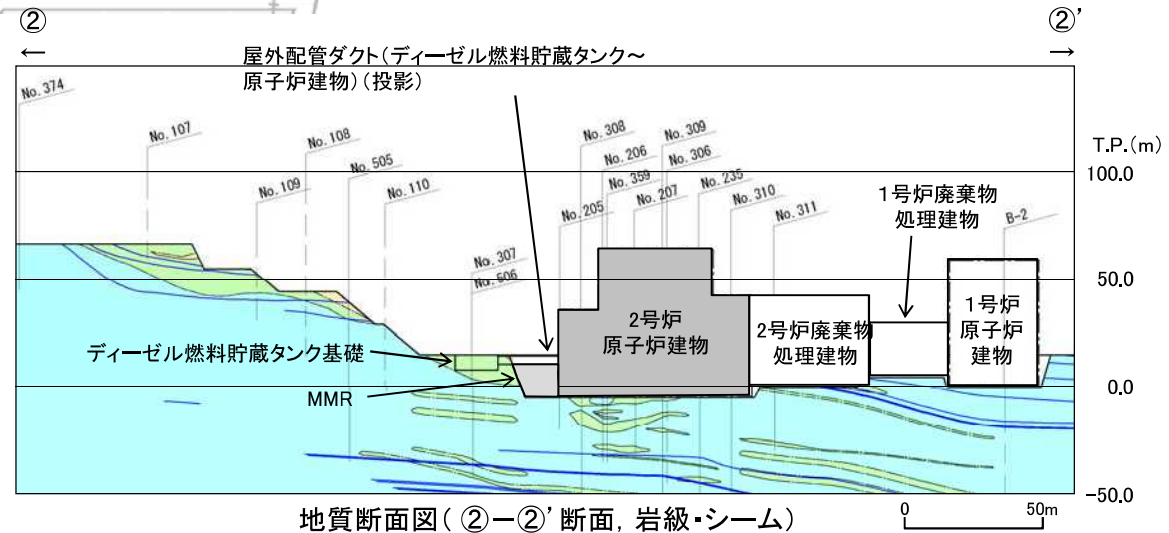 ②
②'
←
→
屋外配管ダクト(ディーゼル燃料貯蔵タンク～
原子炉建物)(投影)
No. 374
No. 107
No. 108
No. 505
No. 109
No. 110
No. 307
No. 506
No. 308
No. 206
No. 359
No. 205
No. 207
No. 309
No. 306
No. 235
No. 310
No. 311
B-2
T.P.(m)
100.0
50.0
0.0
-50.0
1号炉廃棄物
処理建物
2号炉
原子炉建物
2号炉廃棄物
処理建物
1号炉
原子炉
建物
ディーゼル燃料貯蔵タンク基礎
MMR
地質断面図(②－②'断面, 岩級・シーム)
0
50m